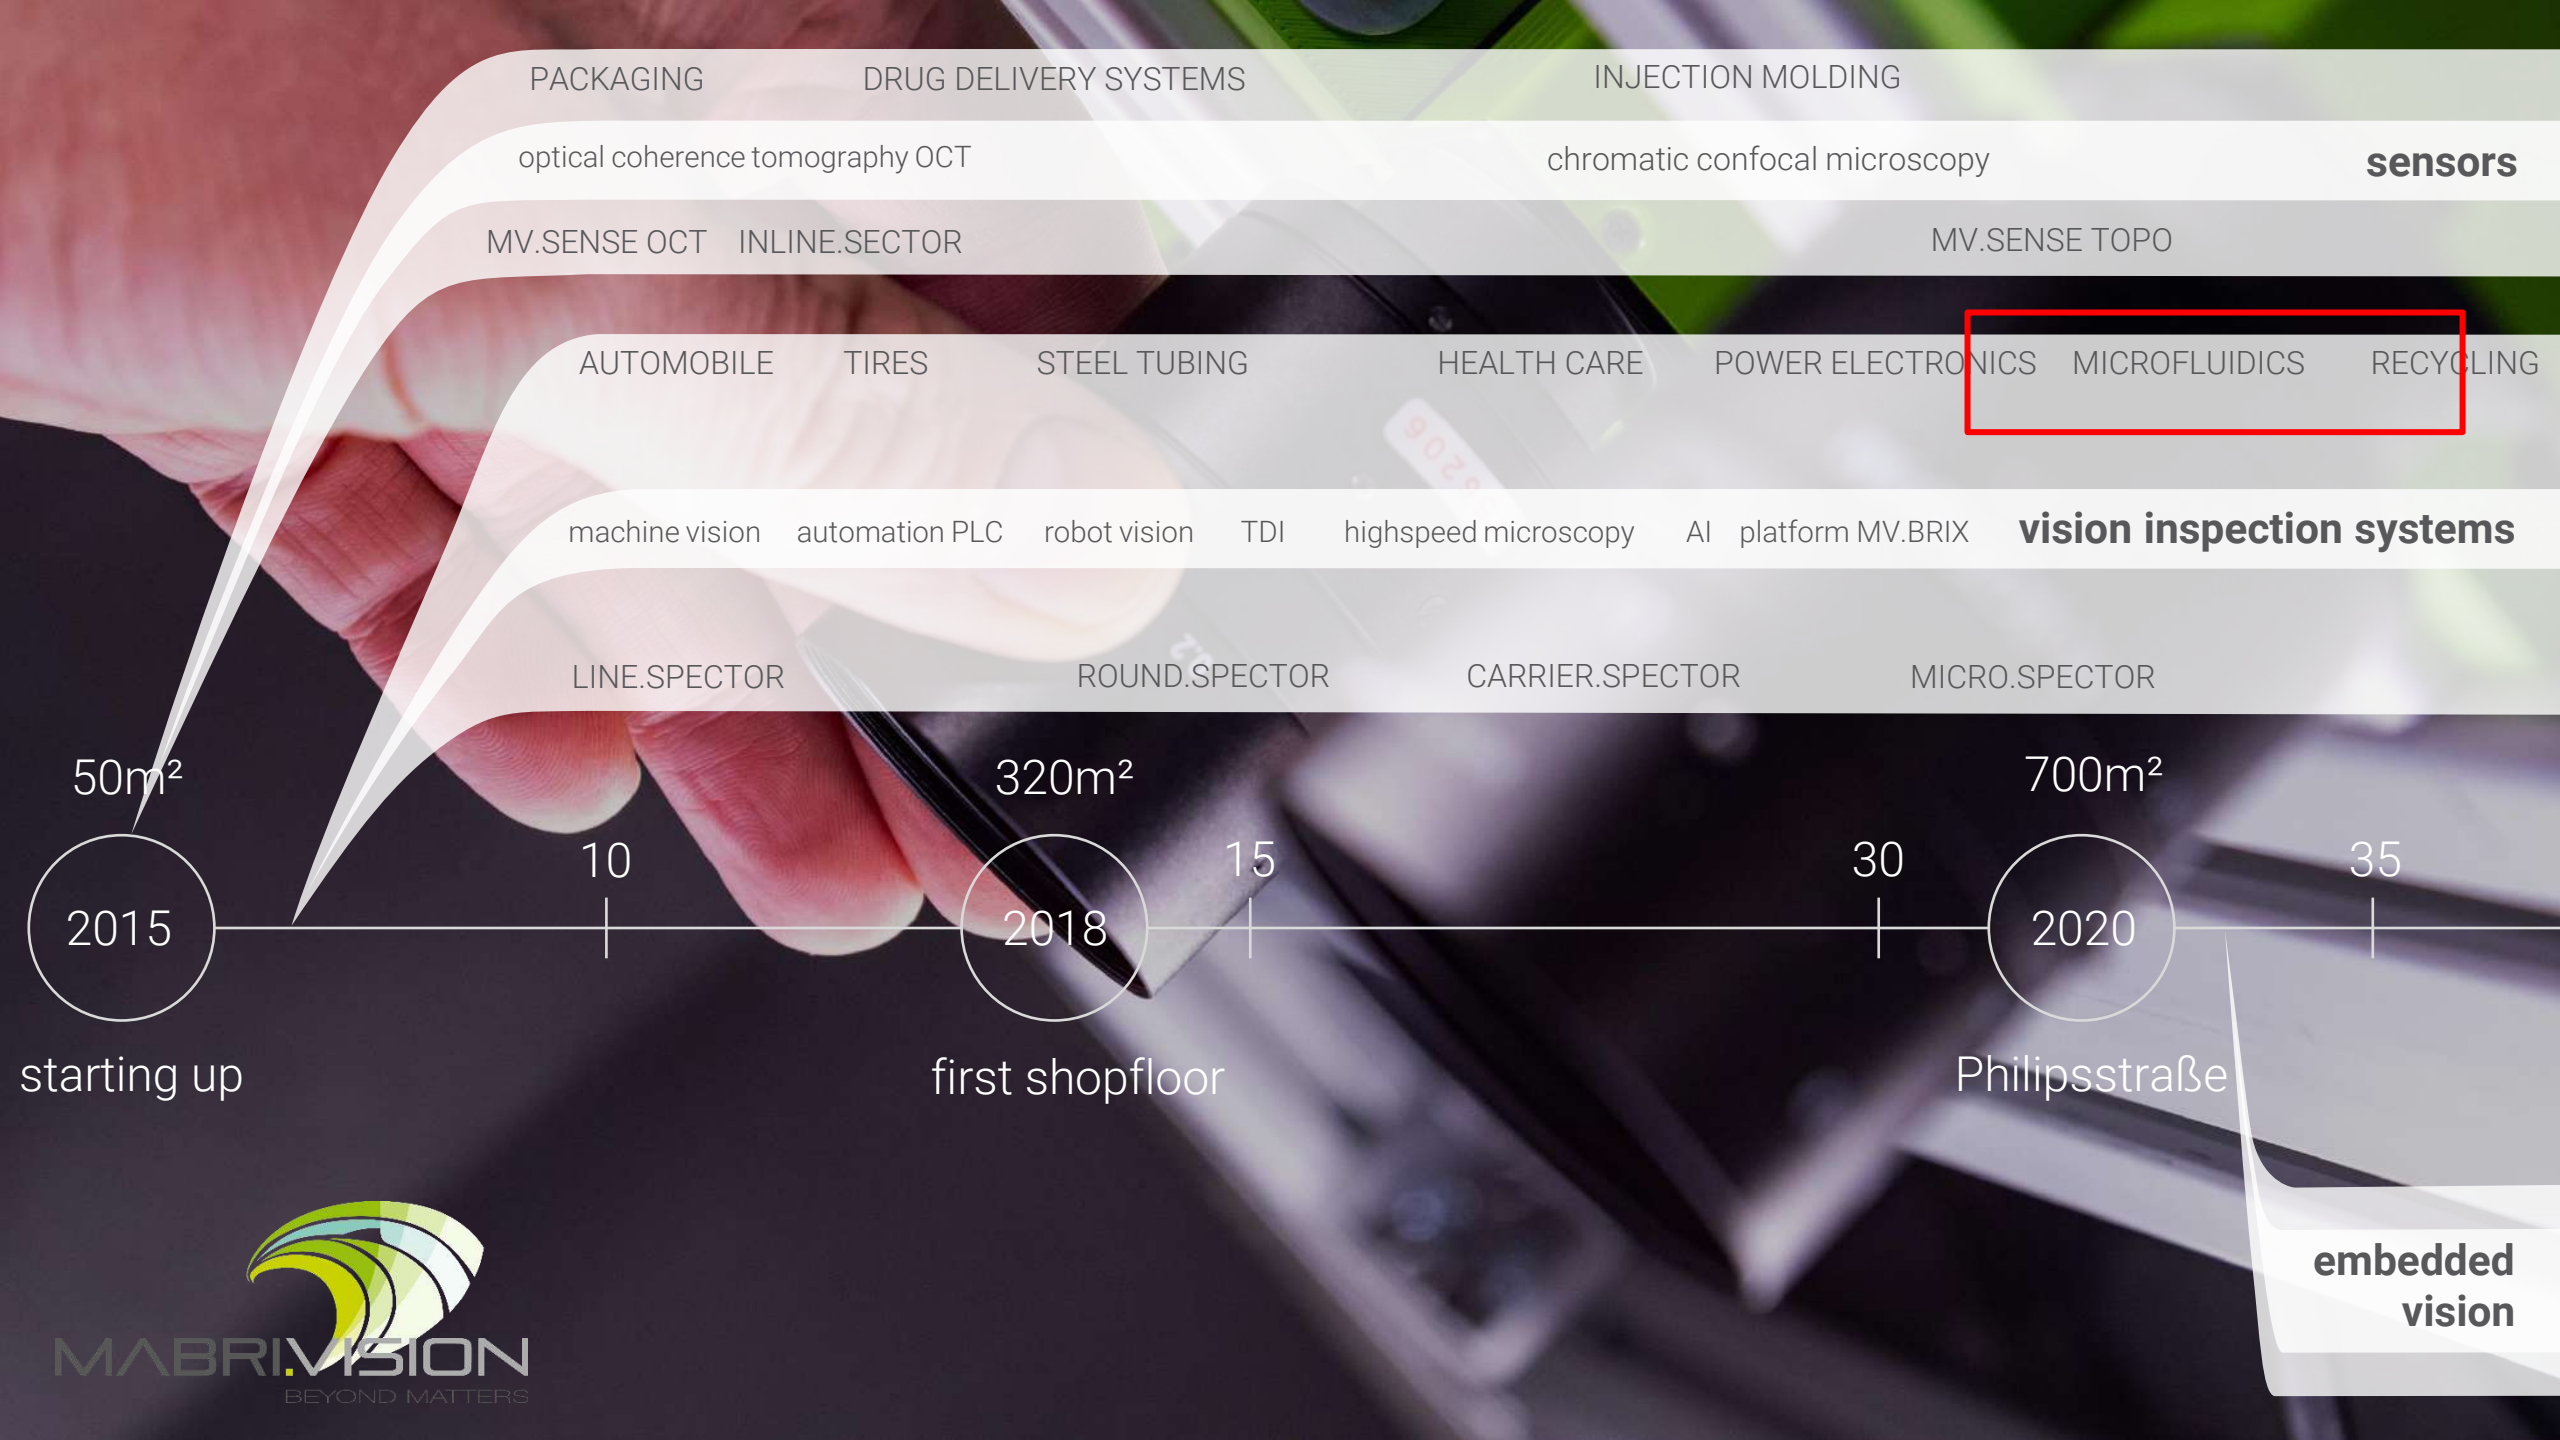 PACKAGING DRUG DELIVERY SYSTEMS INJECTION MOLDING
optical coherence tomography OCT chromatic confocal microscopy sensors
MV.SENSE OCT INLINE.SECTOR MV.SENSE TOPO
AUTOMOBILE TIRES STEEL TUBING HEALTH CARE POWER ELECTRONICS MICROFLUIDICS RECYCLING
machine vision automation PLC robot vision TDI highspeed microscopy AI platform MV.BRIX vision inspection systems
LINE.SPECTOR ROUND.SPECTOR CARRIER.SPECTOR MICRO.SPECTOR
50m² 320m² 700m²
10 15 30 35
2015 2018 2020
starting up first shopfloor Philipsstraße
embedded
vision
MABRI.VISION
BEYOND MATTERS